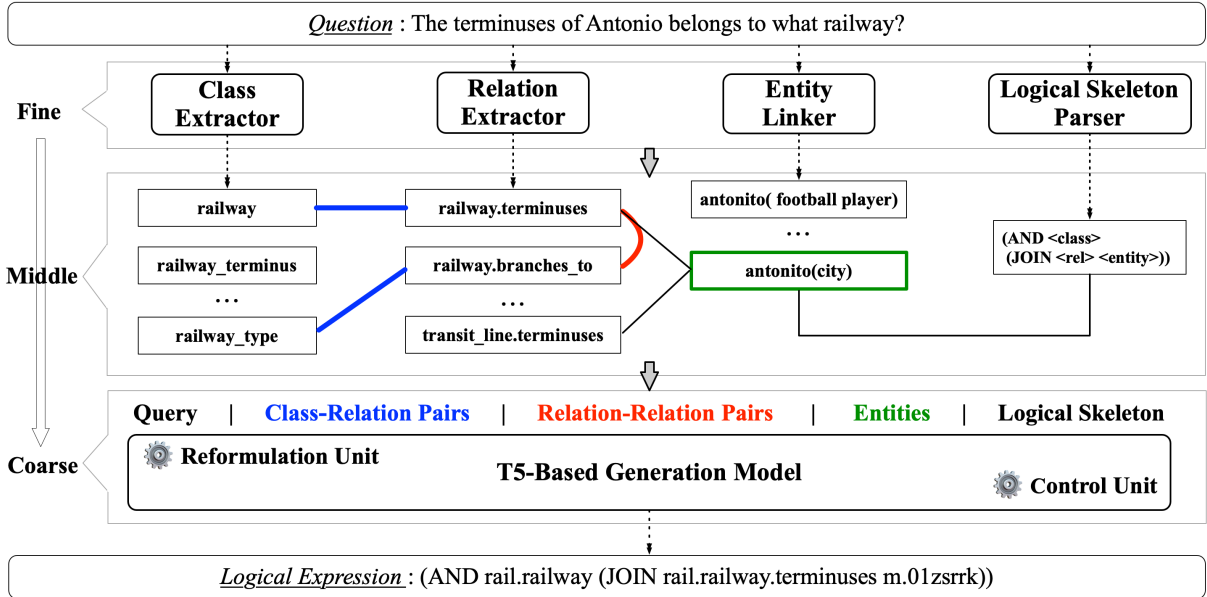 Question : The terminuses of Antonio belongs to what railway?
Fine
Class
Extractor
Relation
Extractor
Entity
Linker
Logical Skeleton
Parser
Middle
railway
railway_terminus
...
railway_type
railway.terminuses
railway.branches_to
...
transit_line.terminuses
antonito( football player)
...
antonito(city)
(AND <class>
(JOIN <rel> <entity>))
Coarse
Query | Class-Relation Pairs | Relation-Relation Pairs | Entities | Logical Skeleton
Reformulation Unit
T5-Based Generation Model
Control Unit
Logical Expression : (AND rail.railway (JOIN rail.railway.terminuses m.01zsrrk))